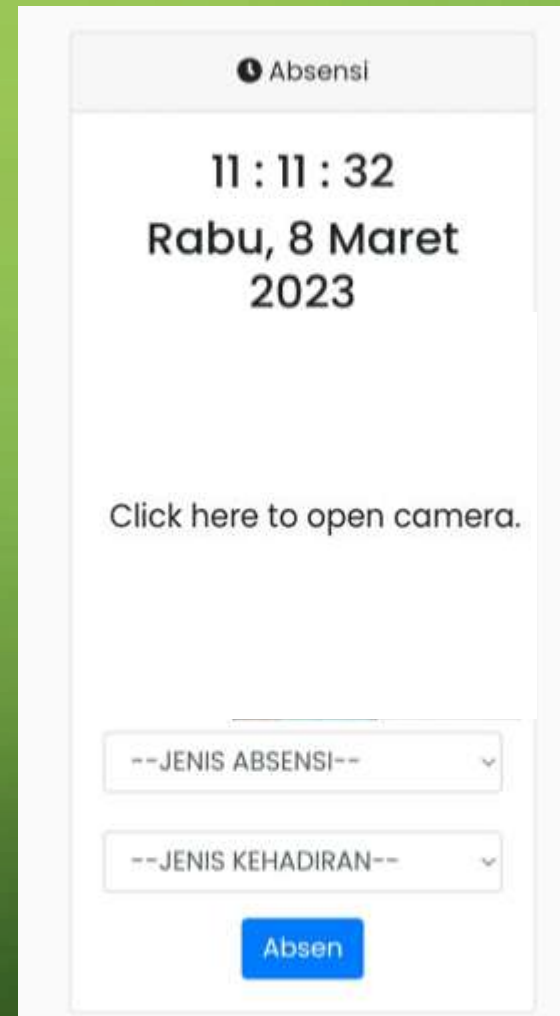 Absensi
11 : 11 : 32
Rabu, 8 Maret
2023
Click here to open camera.
--JENIS ABSENSI--
--JENIS KEHADIRAN--
Absen